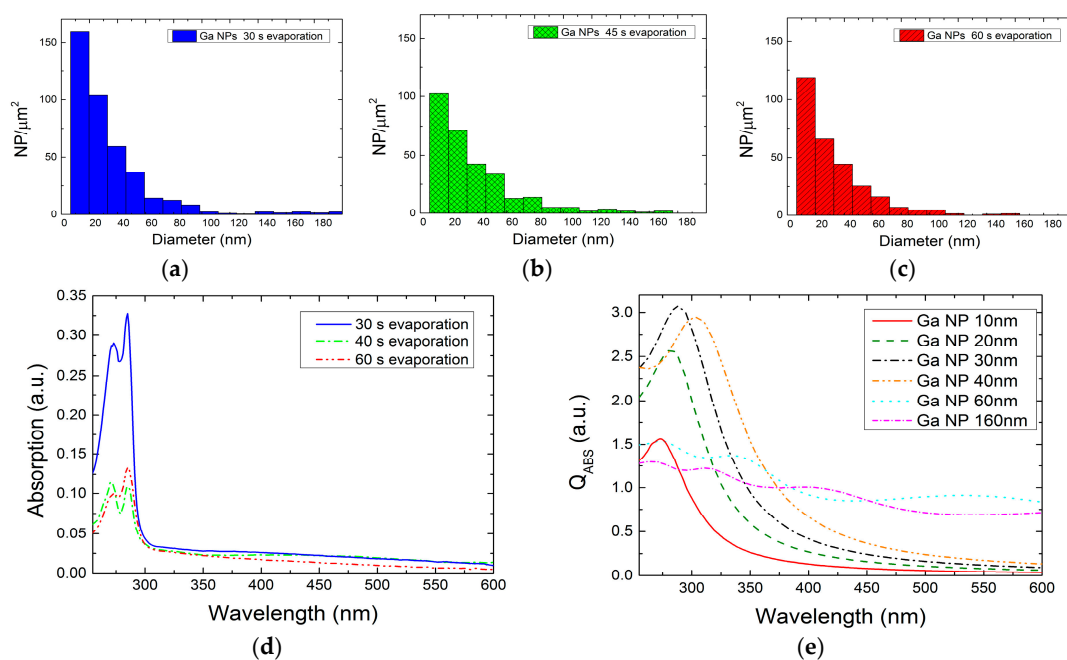 Ga NPs 30 s evaporation
150
100
50
0
NP/μm²
0 20 40 60 80 100 120 140 160 180
Diameter (nm)
(a)
Ga NPs 45 s evaporation
150
100
50
0
NP/μm²
0 20 40 60 80 100 120 140 160 180
Diameter (nm)
(b)
Ga NPs 60 s evaporation
150
100
50
0
NP/μm²
0 20 40 60 80 100 120 140 160 180
Diameter (nm)
(c)
0.35
0.30
0.25
0.20
0.15
0.10
0.05
0.00
Absorption (a.u.)
30 s evaporation
40 s evaporation
60 s evaporation
300 350 400 450 500 550 600
Wavelength (nm)
(d)
3.0
2.5
2.0
1.5
1.0
0.5
0.0
Q_ABS (a.u.)
Ga NP 10nm
Ga NP 20nm
Ga NP 30nm
Ga NP 40nm
Ga NP 60nm
Ga NP 160nm
300 350 400 450 500 550 600
Wavelength (nm)
(e)